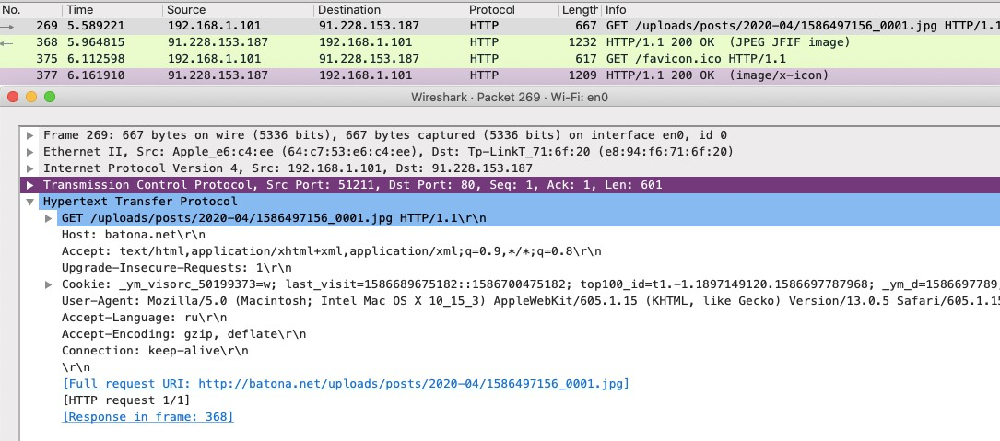 No. Time Source Destination Protocol Length Info
269 5.589221 192.168.1.101 91.228.153.187 HTTP 667 GET /uploads/posts/2020-04/1586497156_0001.jpg HTTP/1.1
368 5.964815 91.228.153.187 192.168.1.101 HTTP 1232 HTTP/1.1 200 OK (JPEG JFIF image)
375 6.112598 192.168.1.101 91.228.153.187 HTTP 617 GET /favicon.ico HTTP/1.1
377 6.161910 91.228.153.187 192.168.1.101 HTTP 1209 HTTP/1.1 200 OK (image/x-icon)
Wireshark · Packet 269 · Wi-Fi: en0
Frame 269: 667 bytes on wire (5336 bits), 667 bytes captured (5336 bits) on interface en0, id 0
Ethernet II, Src: Apple_e6:c4:ee (64:c7:53:e6:c4:ee), Dst: Tp-LinkT_71:6f:20 (e8:94:f6:71:6f:20)
Internet Protocol Version 4, Src: 192.168.1.101, Dst: 91.228.153.187
Transmission Control Protocol, Src Port: 51211, Dst Port: 80, Seq: 1, Ack: 1, Len: 601
Hypertext Transfer Protocol
GET /uploads/posts/2020-04/1586497156_0001.jpg HTTP/1.1\r\n
Host: batona.net\r\n
Accept: text/html,application/xhtml+xml,application/xml;q=0.9,*/*;q=0.8\r\n
Upgrade-Insecure-Requests: 1\r\n
Cookie: _ym_visorc_50199373=w; last_visit=1586689675182::1586700475182; top100_id=t1.-1.1897149120.1586697787968; _ym_d=1586697789
User-Agent: Mozilla/5.0 (Macintosh; Intel Mac OS X 10_15_3) AppleWebKit/605.1.15 (KHTML, like Gecko) Version/13.0.5 Safari/605.1.15
Accept-Language: ru\r\n
Accept-Encoding: gzip, deflate\r\n
Connection: keep-alive\r\n
\r\n
[Full request URI: http://batona.net/uploads/posts/2020-04/1586497156_0001.jpg]
[HTTP request 1/1]
[Response in frame: 368]